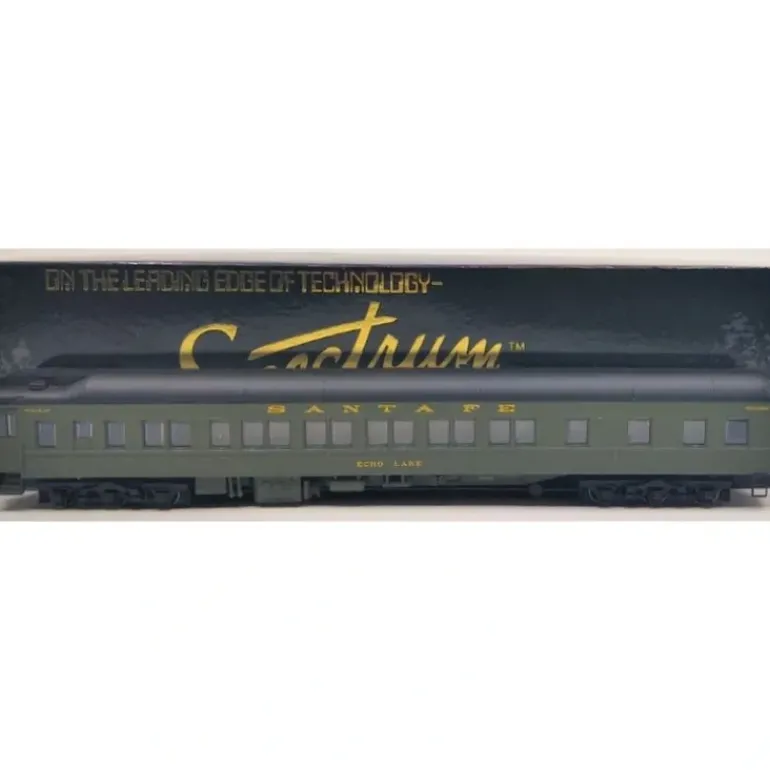 ON THE LEADING EDGE OF TECHNOLOGY-
Spectrum™
SANTA FE
ECHO LAKE